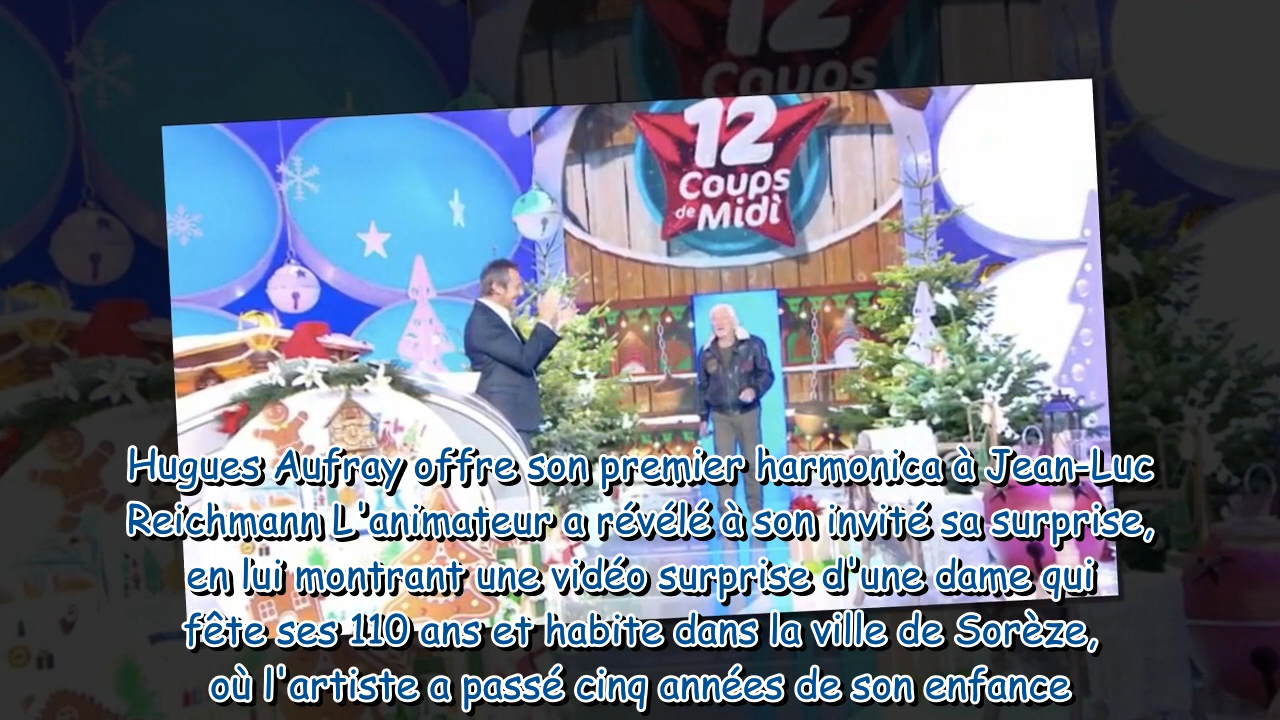 12
Coups
12
Coups
de Midi
Hugues Aufray offre son premier harmonica à Jean-Luc
Reichmann L'animateur a révélé à son invité sa surprise,
en lui montrant une vidéo surprise d'une dame qui
fête ses 110 ans et habite dans la ville de Sorèze,
où l'artiste a passé cinq années de son enfance